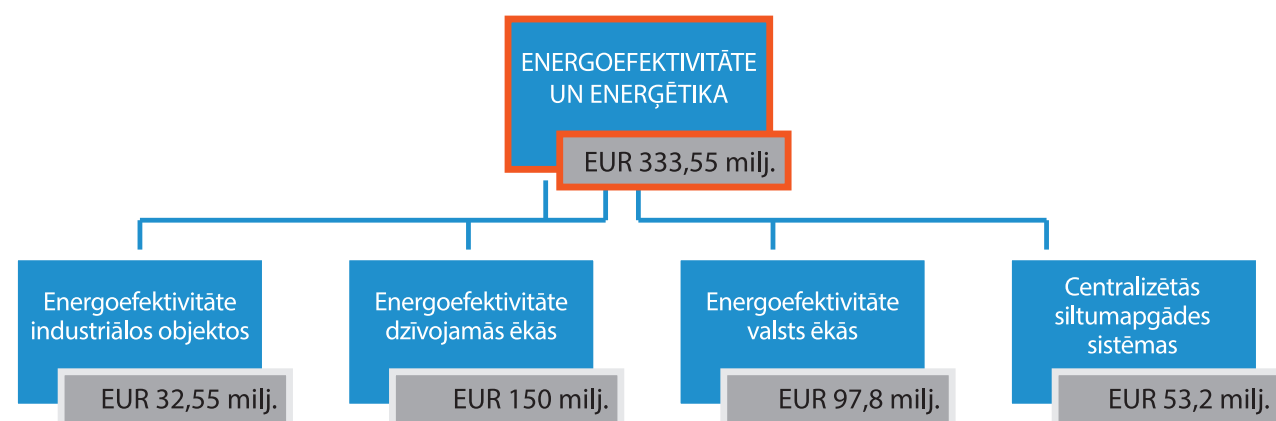 ENERGOEFEKTIVITĀTE
UN ENERĢĒTIKA
EUR 333,55 milj.
Energoefektivitāte
industriālos objektos
EUR 32,55 milj.
Energoefektivitāte
dzīvojamās ēkās
EUR 150 milj.
Energoefektivitāte
valsts ēkās
EUR 97,8 milj.
Centralizētās
siltumapgādes
sistēmas
EUR 53,2 milj.